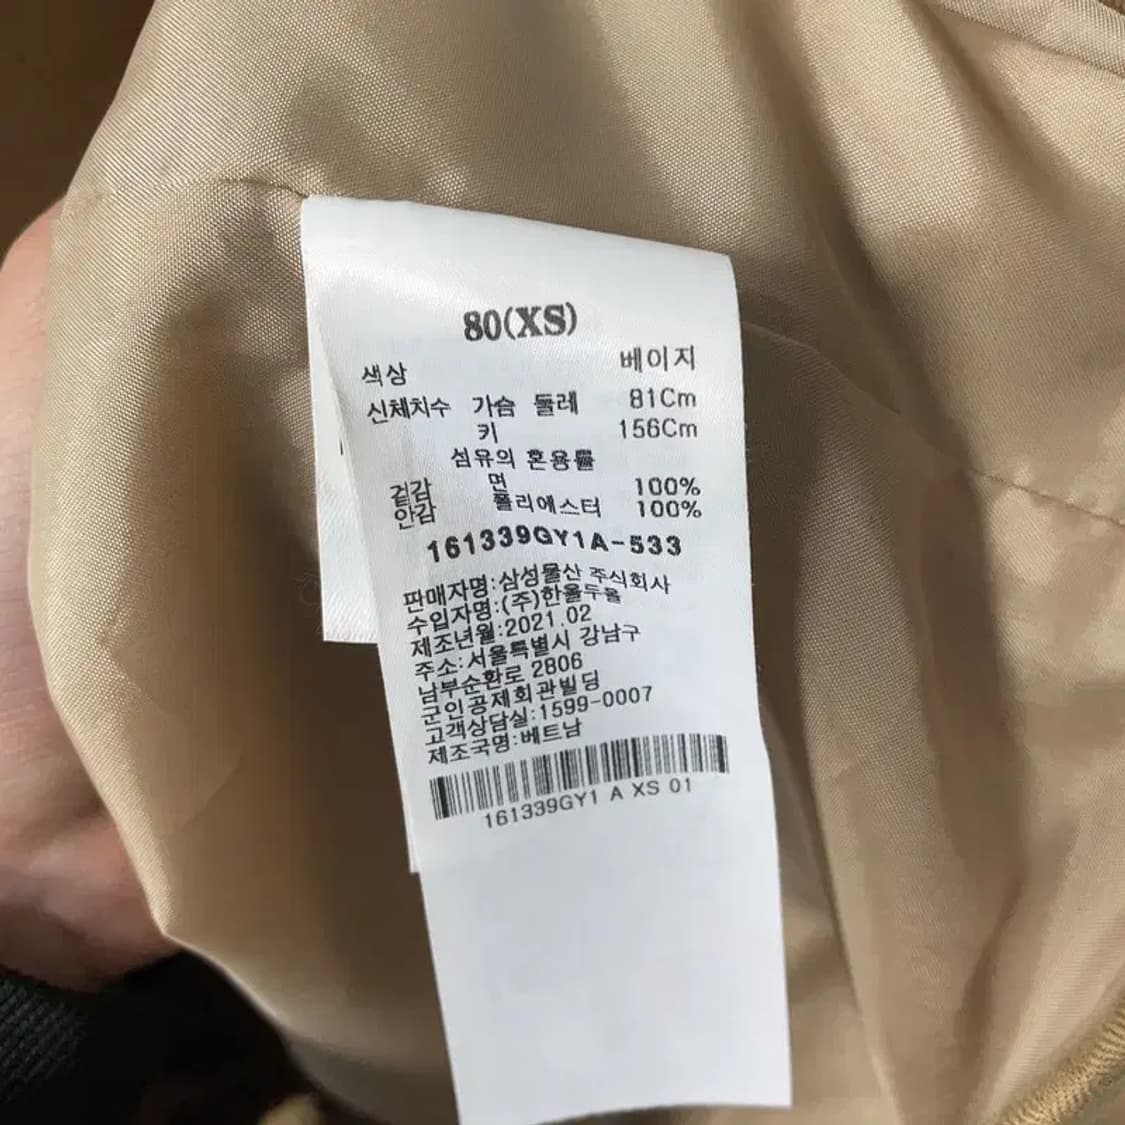 80(XS)
색상 베이지
신체치수 가슴 둘레 81Cm
키 156Cm
섬유의 혼용률
겉감 면 100%
안감 폴리에스터 100%
161339GY1A-533
판매자명:삼성물산 주식회사
수입자명:(주)한올두올
제조년월:2021.02
주소:서울특별시 강남구
남부순환로 2806
군인공제회관빌딩
고객상담실:1599-0007
제조국명:베트남
161339GY1 A XS 01